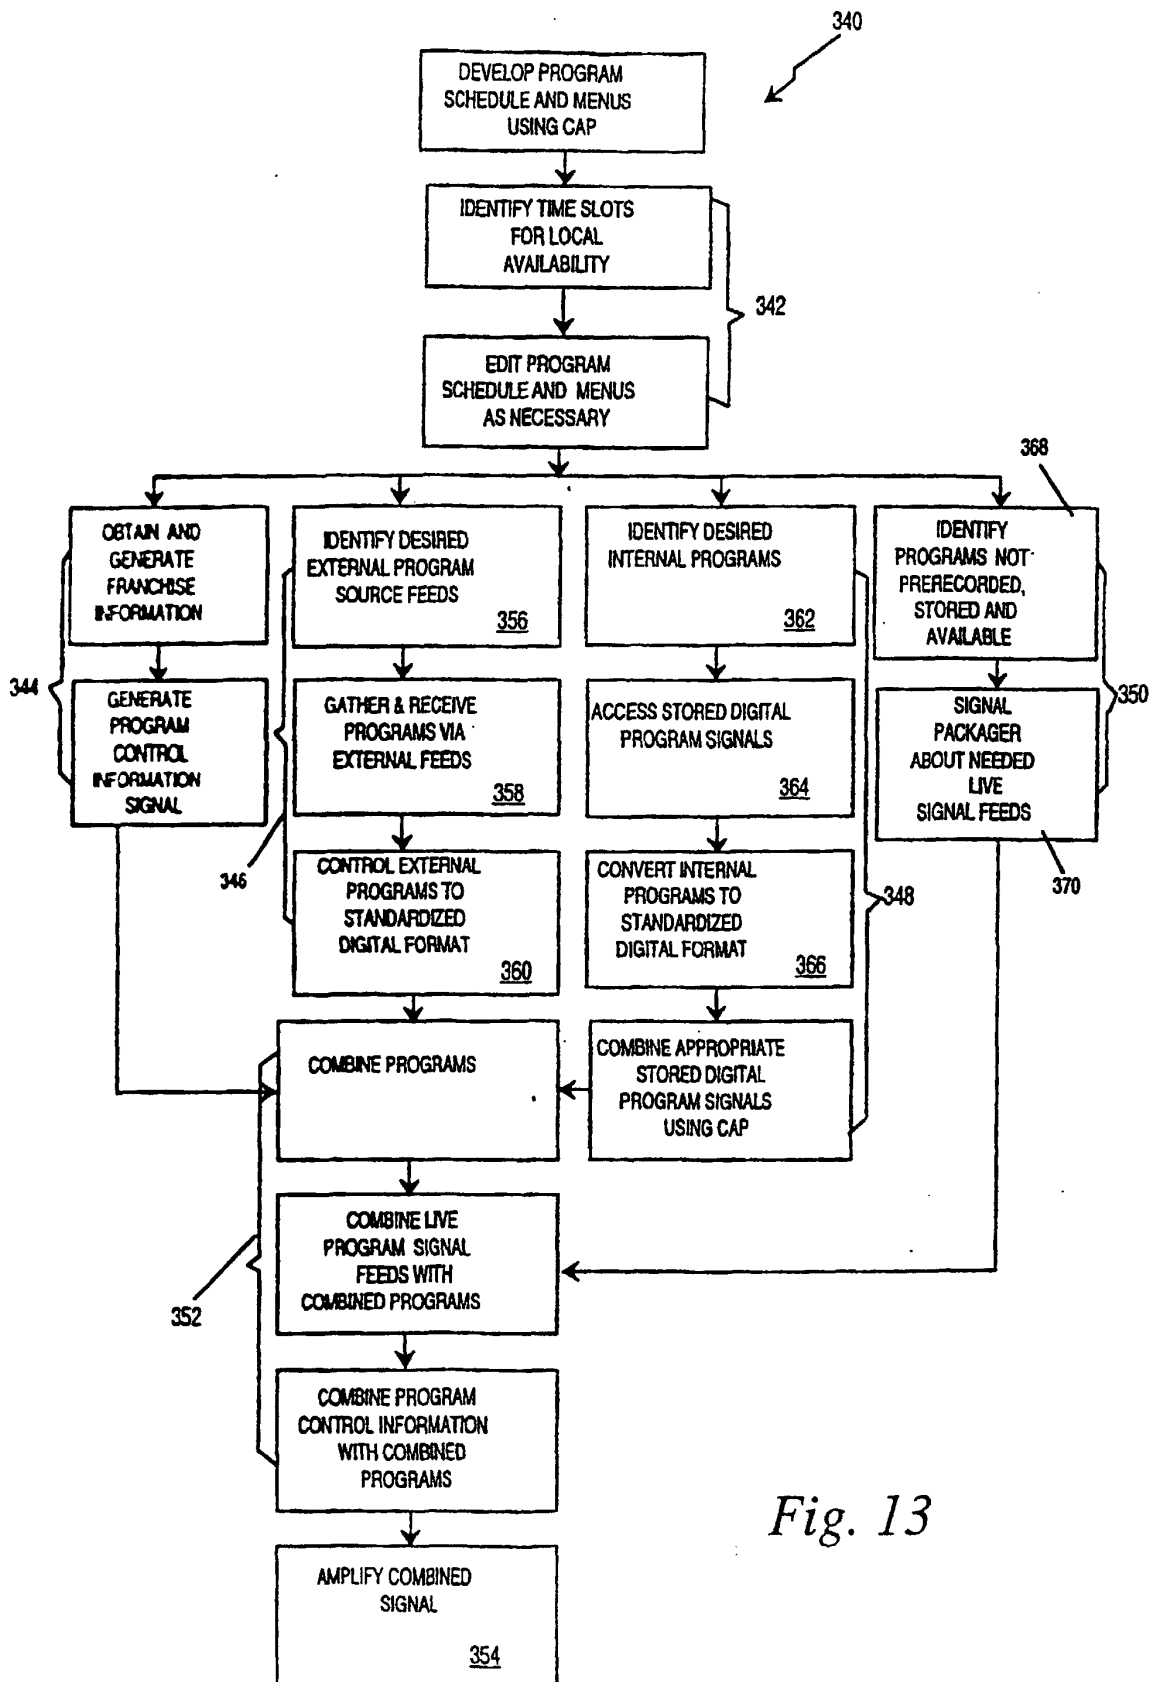 340
DEVELOP PROGRAM
SCHEDULE AND MENUS
USING CAP
IDENTIFY TIME SLOTS
FOR LOCAL
AVAILABILITY
342
EDIT PROGRAM
SCHEDULE AND MENUS
AS NECESSARY
368
OBTAIN AND
GENERATE
FRANCHISE
INFORMATION
IDENTIFY DESIRED
EXTERNAL PROGRAM
SOURCE FEEDS
356
IDENTIFY DESIRED
INTERNAL PROGRAMS
362
IDENTIFY
PROGRAMS NOT
PRERECORDED,
STORED AND
AVAILABLE
344
350
GENERATE
PROGRAM
CONTROL
INFORMATION
SIGNAL
GATHER & RECEIVE
PROGRAMS VIA
EXTERNAL FEEDS
358
ACCESS STORED DIGITAL
PROGRAM SIGNALS
364
SIGNAL
PACKAGER
ABOUT NEEDED
LIVE
SIGNAL FEEDS
370
346
CONTROL EXTERNAL
PROGRAMS TO
STANDARDIZED
DIGITAL FORMAT
360
CONVERT INTERNAL
PROGRAMS TO
STANDARDIZED
DIGITAL FORMAT
366
348
COMBINE PROGRAMS
COMBINE APPROPRIATE
STORED DIGITAL
PROGRAM SIGNALS
USING CAP
352
COMBINE LIVE
PROGRAM SIGNAL
FEEDS WITH
COMBINED PROGRAMS
COMBINE PROGRAM
CONTROL INFORMATION
WITH COMBINED
PROGRAMS
AMPLIFY COMBINED
SIGNAL
354
Fig. 13